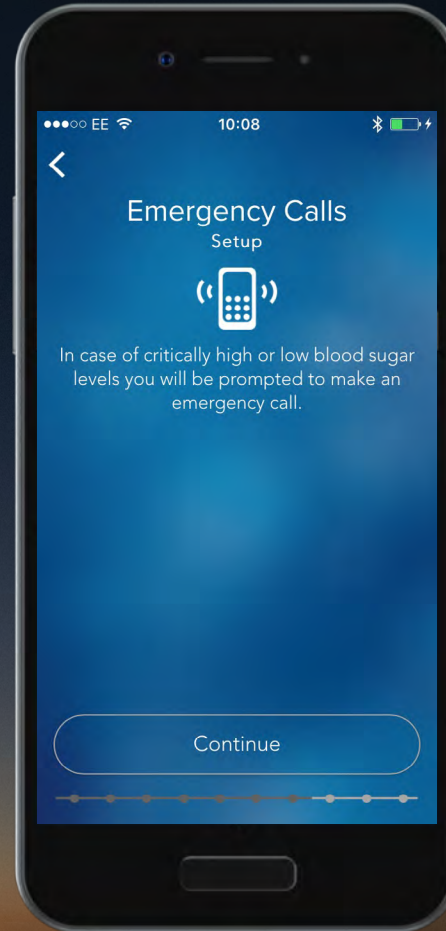 EE 10:08
Emergency Calls
Setup
In case of critically high or low blood sugar
levels you will be prompted to make an
emergency call.
Continue